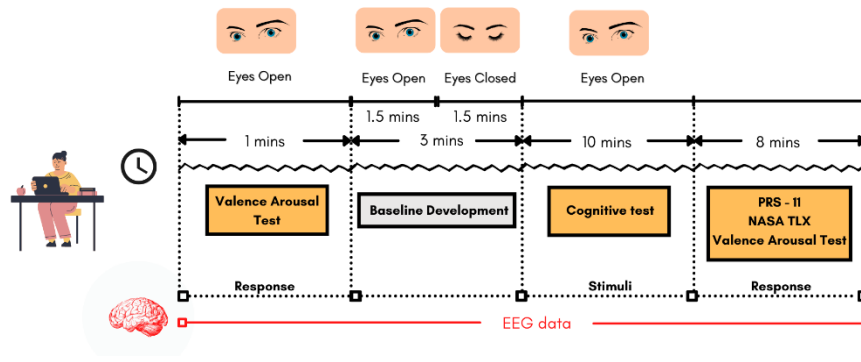 Eyes Open
Eyes Open
Eyes Closed
Eyes Open
1.5 mins
1.5 mins
1 mins
3 mins
10 mins
8 mins
Valence Arousal
Test
Baseline Development
Cognitive test
PRS - 11
NASA TLX
Valence Arousal Test
Response
Stimuli
Response
EEG data